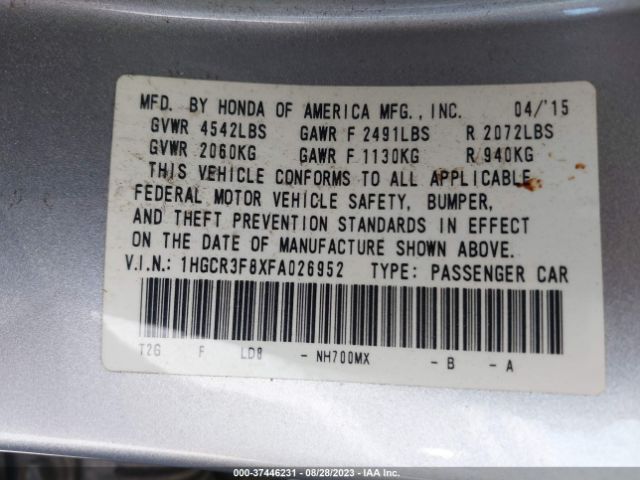 MFD. BY HONDA OF AMERICA MFG., INC. 04/'15
GVWR 4542LBS GAWR F 2491LBS R 2072LBS
GVWR 2060KG GAWR F 1130KG R 940KG
THIS VEHICLE CONFORMS TO ALL APPLICABLE
FEDERAL MOTOR VEHICLE SAFETY, BUMPER,
AND THEFT PREVENTION STANDARDS IN EFFECT
ON THE DATE OF MANUFACTURE SHOWN ABOVE.
V.I.N.: 1HGCR3F8XFA026952 TYPE: PASSENGER CAR
T2G F LD8 - NH700MX - B - A
000-37446231 - 08/28/2023 - IAA Inc.